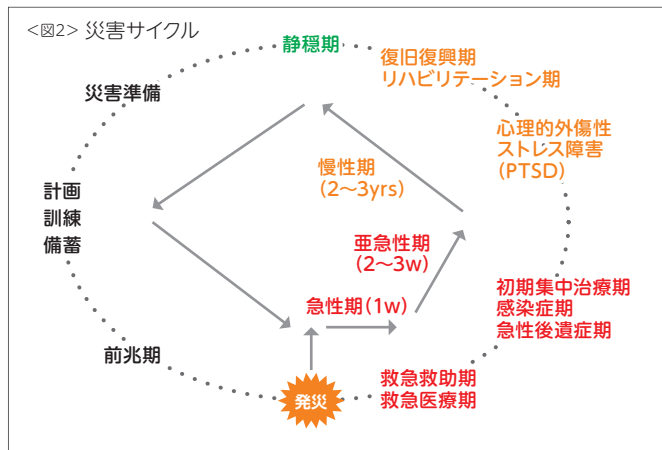 <図2> 災害サイクル
静穏期
復旧復興期
リハビリテーション期
災害準備
心理的外傷性
ストレス障害
(PTSD)
慢性期
(2〜3yrs)
計画
訓練
備蓄
亜急性期
(2〜3w)
初期集中治療期
感染症期
急性後遺症期
急性期(1w)
前兆期
救急救助期
救急医療期
発災